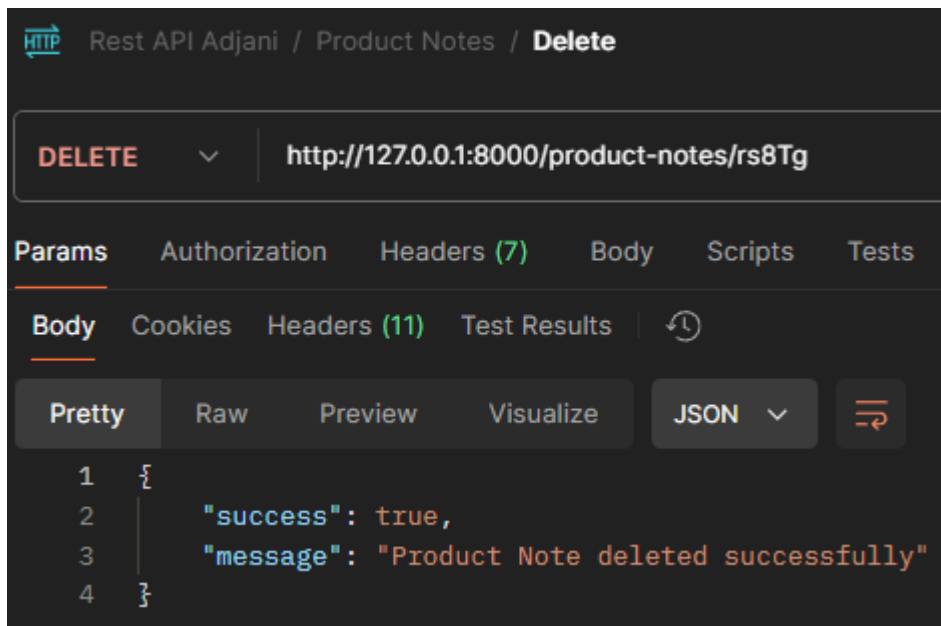 HTTP Rest API Adjani / Product Notes / Delete
DELETE http://127.0.0.1:8000/product-notes/rs8Tg
Params Authorization Headers (7) Body Scripts Tests
Body Cookies Headers (11) Test Results
Pretty Raw Preview Visualize JSON
1 {
2 "success": true,
3 "message": "Product Note deleted successfully"
4 }